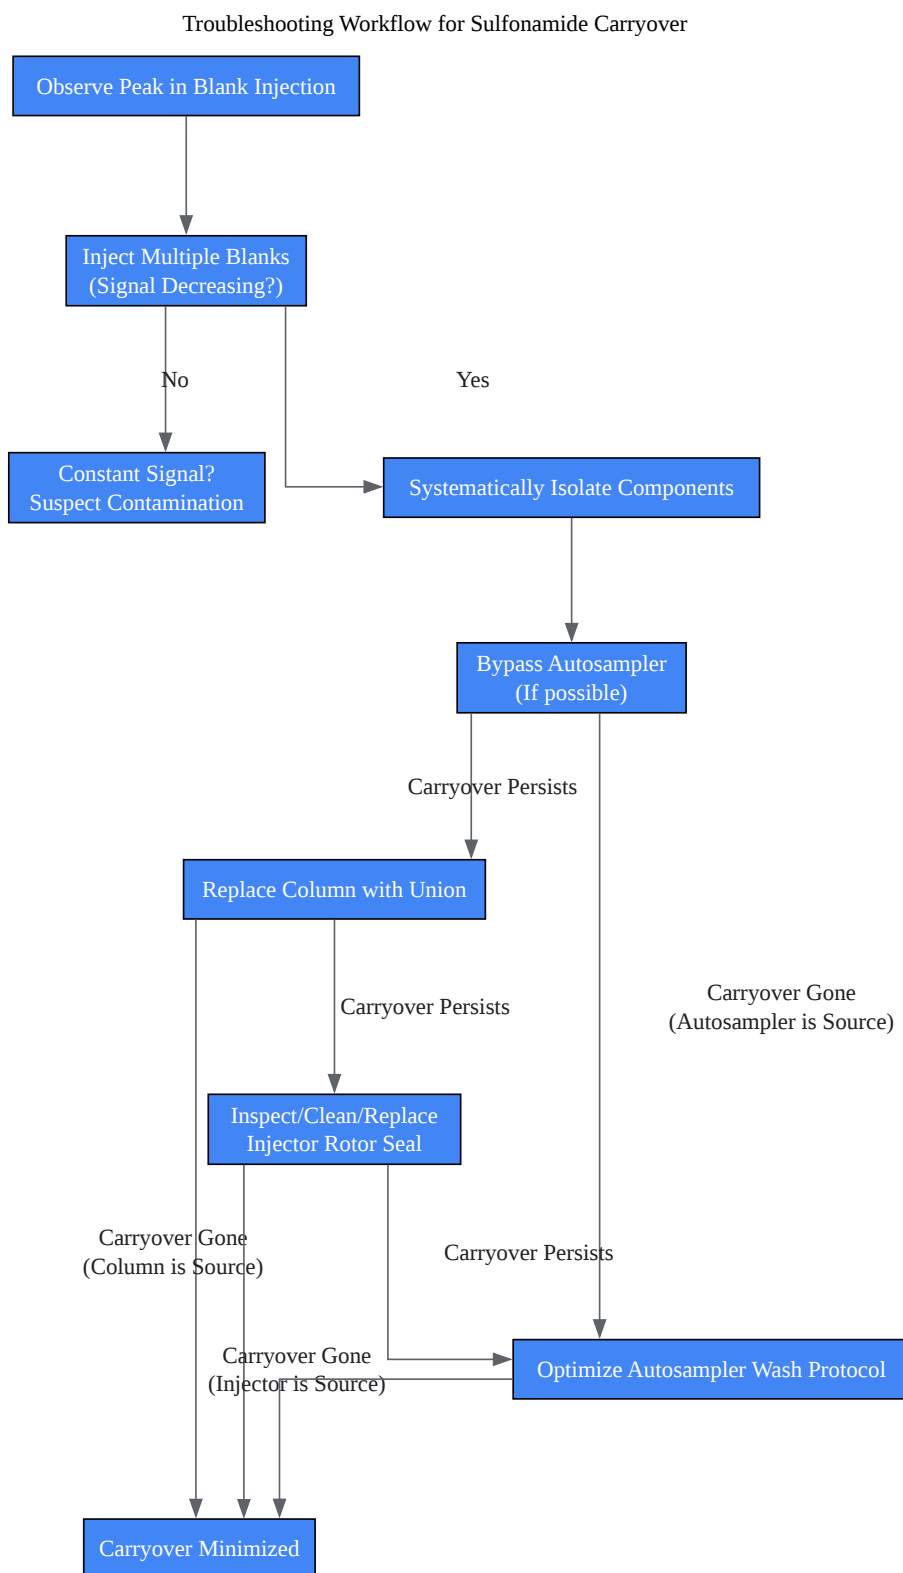 Troubleshooting Workflow for Sulfonamide Carryover
Observe Peak in Blank Injection
Inject Multiple Blanks
(Signal Decreasing?)
No
Yes
Constant Signal?
Suspect Contamination
Systematically Isolate Components
Bypass Autosampler
(If possible)
Carryover Persists
Replace Column with Union
Carryover Persists
Carryover Gone
(Autosampler is Source)
Inspect/Clean/Replace
Injector Rotor Seal
Carryover Gone
(Column is Source)
Carryover Persists
Carryover Gone
(Injector is Source)
Optimize Autosampler Wash Protocol
Carryover Minimized